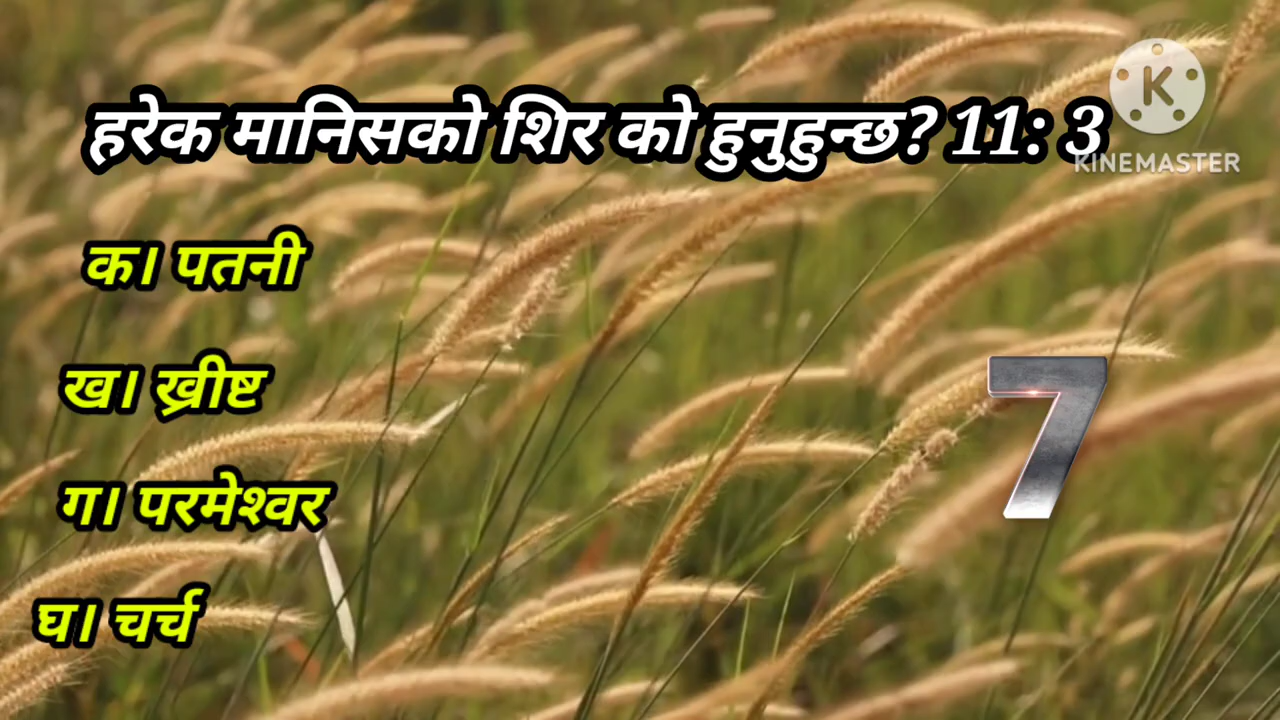 हरेक मानिसको शिर को हुनुहुन्छ? 11: 3
KINEMASTER
क। पतनी
ख। ख्रीष्ट
7
ग। परमेश्वर
घ। चर्च